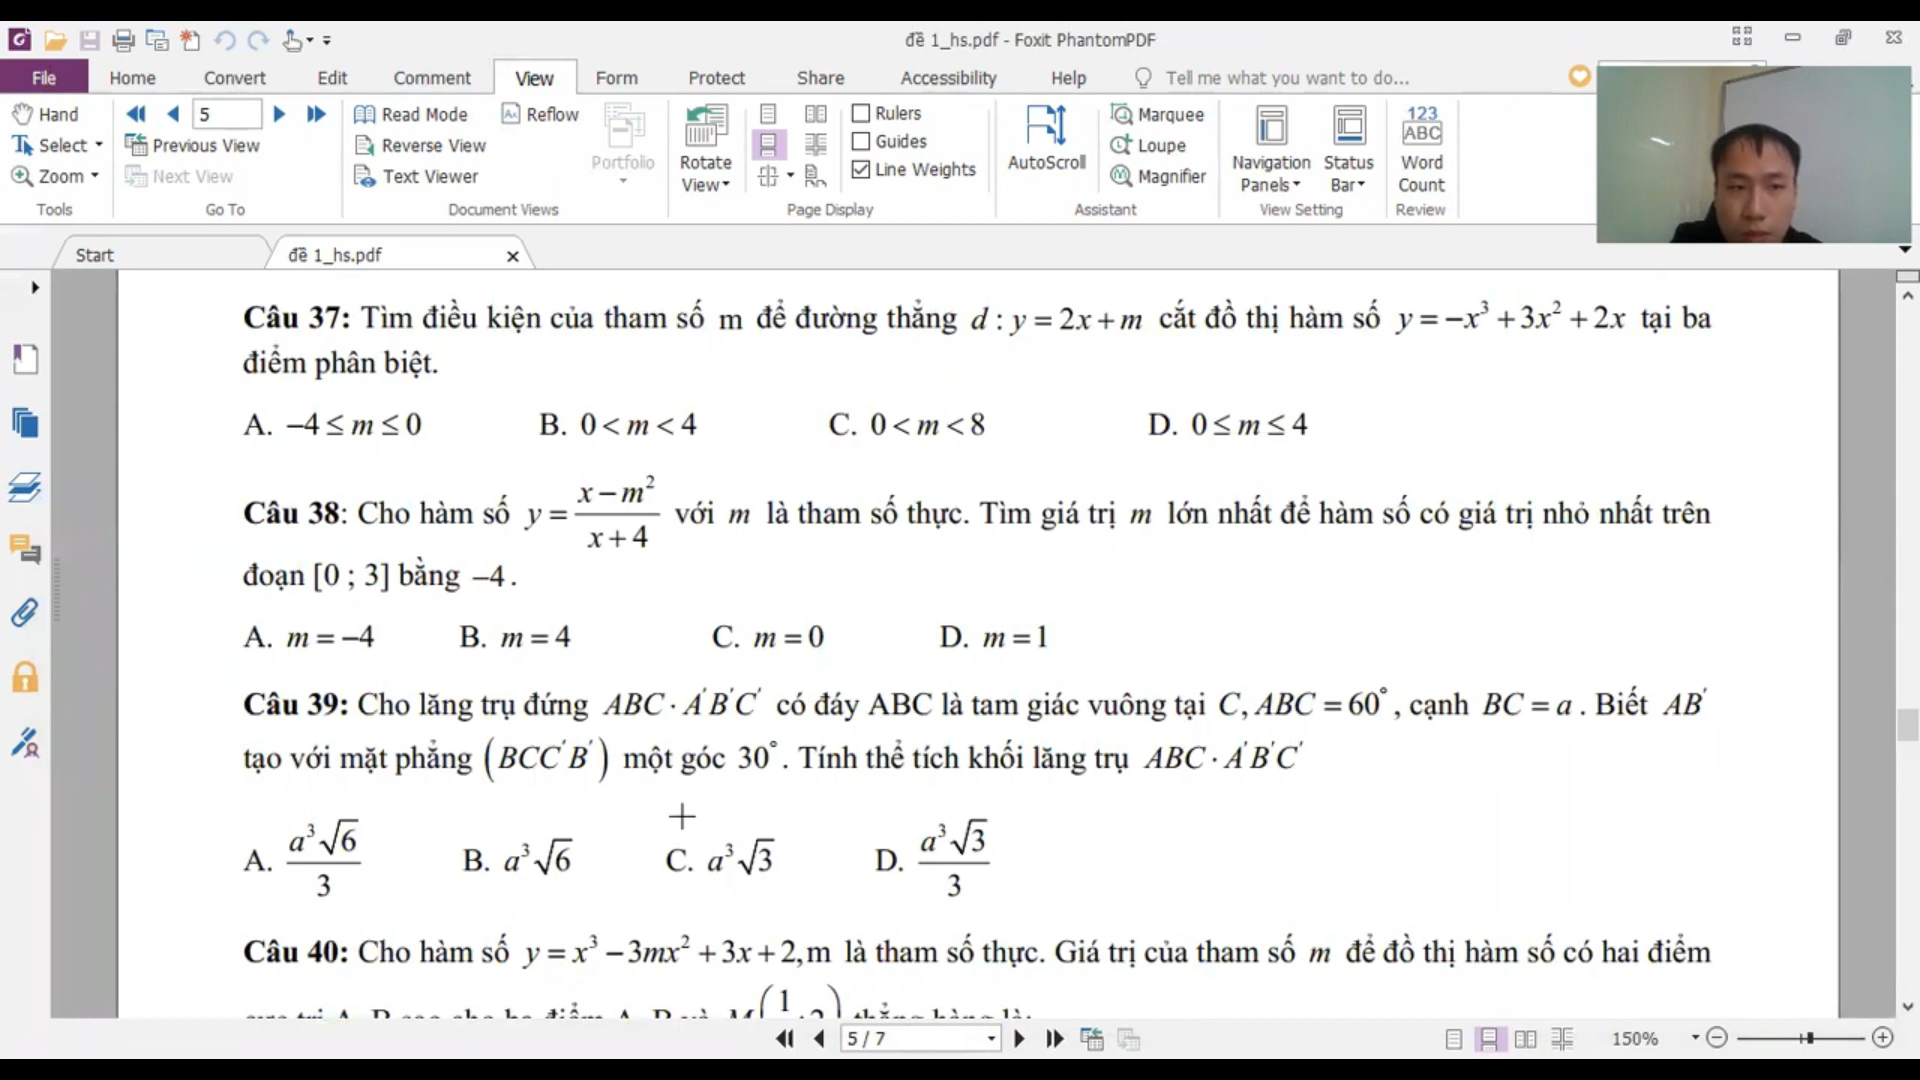 đề 1_hs.pdf - Foxit PhantomPDF
File Home Convert Edit Comment View Form Protect Share Accessibility Help Tell me what you want to do...
Hand 5 Read Mode Reflow Rulers Marquee 123
Select Previous View Reverse View Guides Loupe ABC
Zoom Next View Text Viewer Portfolio Rotate View Line Weights AutoScroll Magnifier Navigation Panels Status Bar Word Count
Tools Go To Document Views Page Display Assistant View Setting Review
Start đề 1_hs.pdf
Câu 37: Tìm điều kiện của tham số m để đường thẳng d : y = 2x + m cắt đồ thị hàm số y = −x³ + 3x² + 2x tại ba
điểm phân biệt.
A. −4 ≤ m ≤ 0 B. 0 < m < 4 C. 0 < m < 8 D. 0 ≤ m ≤ 4
Câu 38: Cho hàm số y = (x − m²)/(x + 4) với m là tham số thực. Tìm giá trị m lớn nhất để hàm số có giá trị nhỏ nhất trên
đoạn [0 ; 3] bằng −4 .
A. m = −4 B. m = 4 C. m = 0 D. m = 1
Câu 39: Cho lăng trụ đứng ABC · A'B'C' có đáy ABC là tam giác vuông tại C, ABC = 60°, cạnh BC = a . Biết AB'
tạo với mặt phẳng (BCC'B') một góc 30°. Tính thể tích khối lăng trụ ABC · A'B'C'
A. a³√6/3 B. a³√6 C. a³√3 D. a³√3/3
Câu 40: Cho hàm số y = x³ − 3mx² + 3x + 2, m là tham số thực. Giá trị của tham số m để đồ thị hàm số có hai điểm
5 / 7 150%